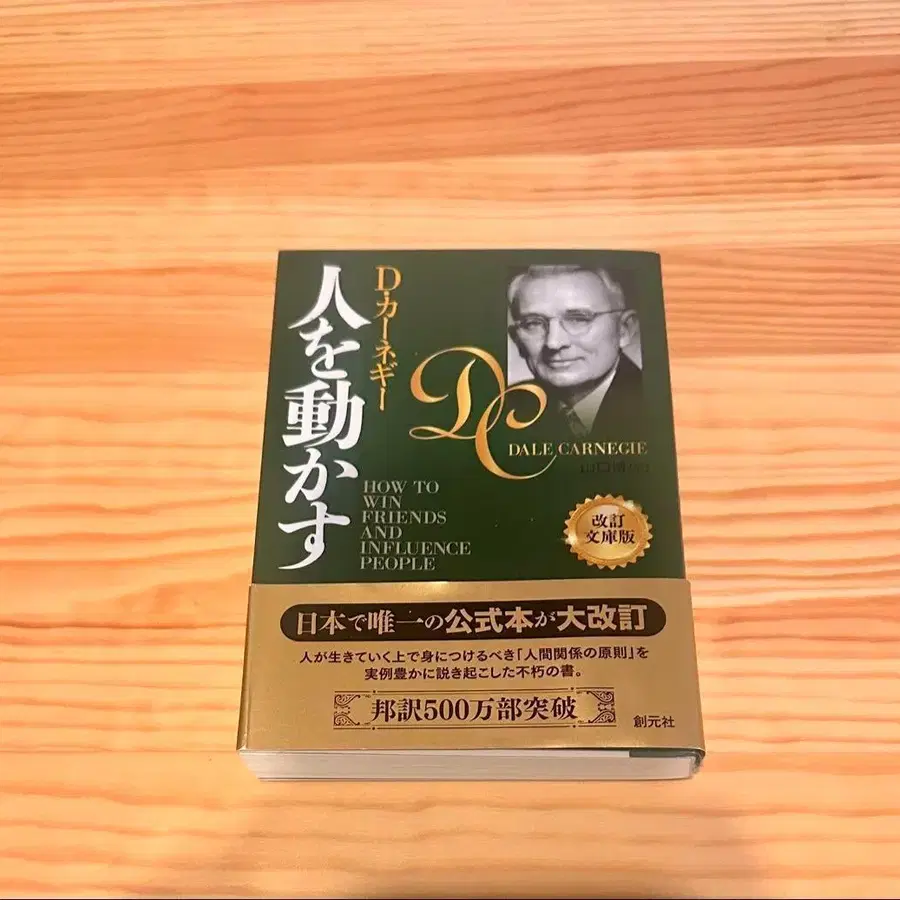 人を動かす
D・カーネギー
DC
DALE CARNEGIE
HOW TO
WIN
FRIENDS
AND
INFLUENCE
PEOPLE
改訂
文庫版
日本で唯一の公式本が大改訂
人が生きていく上で身につけるべき「人間関係の原則」を
実例豊かに説き起こした不朽の書。
邦訳500万部突破
創元社